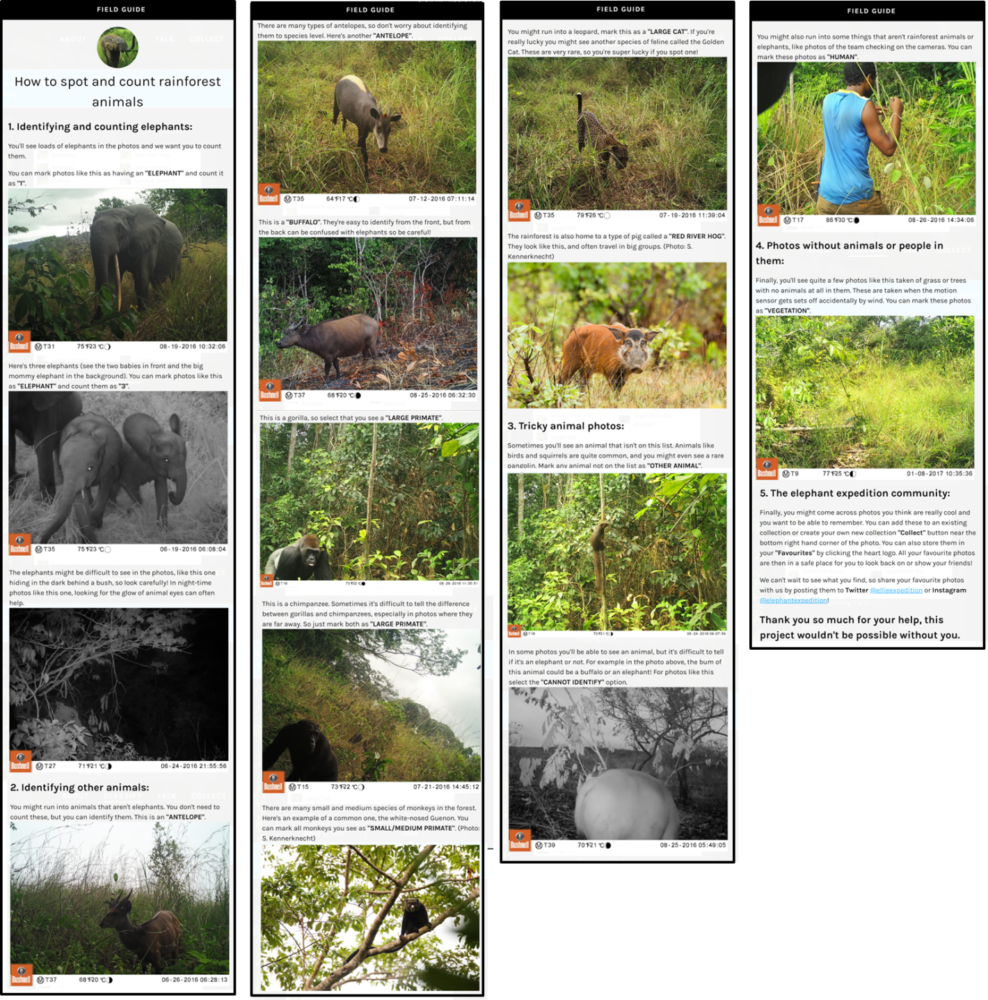 FIELD GUIDE
ABOUT
TALK
COLLECT
How to spot and count rainforest
animals
1. Identifying and counting elephants:
You'll see loads of elephants in the photos and we want you to count
them.
You can mark photos like this as having an "ELEPHANT" and count it
as "1".
Bushnell
M T31 75°F23 °C 08-19-2016 10:32:06
Here's three elephants (see the two babies in front and the big
mommy elephant in the background). You can mark photos like this
as "ELEPHANT" and count them as "3".
Bushnell
M T35 75°F23 °C 06-19-2016 06:08:04
The elephants might be difficult to see in the photos, like this one
hiding in the dark behind a bush, so look carefully! In night-time
photos like this one, looking for the glow of animal eyes can often
help.
Bushnell
M T27 71°F21 °C 06-24-2016 21:55:56
2. Identifying other animals:
ABOUT CLASSIFY TALK COLLECT
You might run into animals that aren't elephants. You don't need to
count these, but you can identify them. This is an "ANTELOPE".
Bushnell
M T37 68°F20 °C 06-26-2016 06:28:13
FIELD GUIDE
There are many types of antelopes, so don't worry about identifying
them to species level. Here's another "ANTELOPE".
Bushnell
M T35 64°F17 °C 07-12-2016 07:11:14
This is a "BUFFALO". They're easy to identify from the front, but from
the back can be confused with elephants so be careful!
Bushnell
M T37 68°F20 °C 08-25-2016 06:32:30
This is a gorilla, so select that you see a "LARGE PRIMATE".
Bushnell
M T16 73°F22 °C 11:35:51
This is a chimpanzee. Sometimes it's difficult to tell the difference
between gorillas and chimpanzees, especially in photos where they
are far away. So just mark both as "LARGE PRIMATE".
Bushnell
M T15 73°F22 °C 07-21-2016 14:45:12
There are many small and medium species of monkeys in the forest.
Here's an example of a common one, the white-nosed Guenon. You
can mark all monkeys you see as "SMALL/MEDIUM PRIMATE". (Photo:
S. Kennerknecht)
FIELD GUIDE
You might run into a leopard, mark this as a "LARGE CAT". If you're
really lucky you might see another species of feline called the Golden
Cat. These are very rare, so you're super lucky if you spot one!
Bushnell
M T35 79°F26 °C 07-19-2016 11:39:04
The rainforest is also home to a type of pig called a "RED RIVER HOG".
They look like this, and often travel in big groups. (Photo: S.
Kennerknecht)
3. Tricky animal photos:
Sometimes you'll see an animal that isn't on this list. Animals like
birds and squirrels are quite common, and you might even see a rare
pangolin. Mark any animal not on the list as "OTHER ANIMAL".
Bushnell
M T16 70°F21 °C 06-24-2016 09:07:58
In some photos you'll be able to see an animal, but it's difficult to tell
if it's an elephant or not. For example in the photo above, the bum of
this animal could be a buffalo or an elephant! For photos like this
select the "CANNOT IDENTIFY" option.
Bushnell
M T39 70°F21 °C 08-25-2016 05:49:05
FIELD GUIDE
You might also run into some things that aren't rainforest animals or
elephants, like photos of the team checking on the cameras. You can
mark these photos as "HUMAN".
Bushnell
M T17 86°F30 °C 08-26-2016 14:34:06
4. Photos without animals or people in
them:
Finally, you'll see quite a few photos like this taken of grass or trees
with no animals at all in them. These are taken when the motion
sensor gets sets off accidentally by wind. You can mark these photos
as "VEGETATION".
Bushnell
M T9 77°F25 °C 01-08-2017 10:35:36
5. The elephant expedition community:
Finally, you might come across photos you think are really cool and
you want to be able to remember. You can add these to an existing
collection or create your own new collection "Collect" button near the
bottom right hand corner of the photo. You can also store them in
your "Favourites" by clicking the heart logo. All your favourite photos
are then in a safe place for you to look back on or show your friends!
We can't wait to see what you find, so share your favourite photos
with us by posting them to Twitter @ellieexpedition or Instagram
@elephantexpedition!
Thank you so much for your help, this
project wouldn't be possible without you.